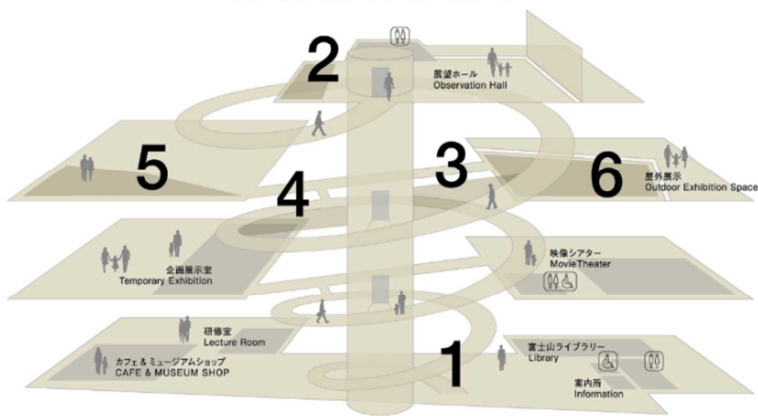 2
展望ホール
Observation Hall
5
3
6
屋外展示
Outdoor Exhibition Space
4
企画展示室
Temporary Exhibition
映像シアター
MovieTheater
研修室
Lecture Room
カフェ & ミュージアムショップ
CAFE & MUSEUM SHOP
1
富士山ライブラリー
Library
案内所
Information